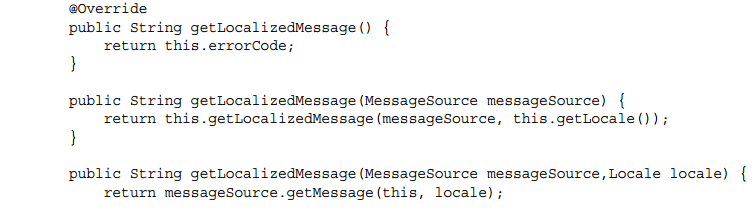 @Override
public String getLocalizedMessage() {
    return this.errorCode;
}

public String getLocalizedMessage(MessageSource messageSource) {
    return this.getLocalizedMessage(messageSource, this.getLocale());
}

public String getLocalizedMessage(MessageSource messageSource,Locale locale) {
    return messageSource.getMessage(this, locale);